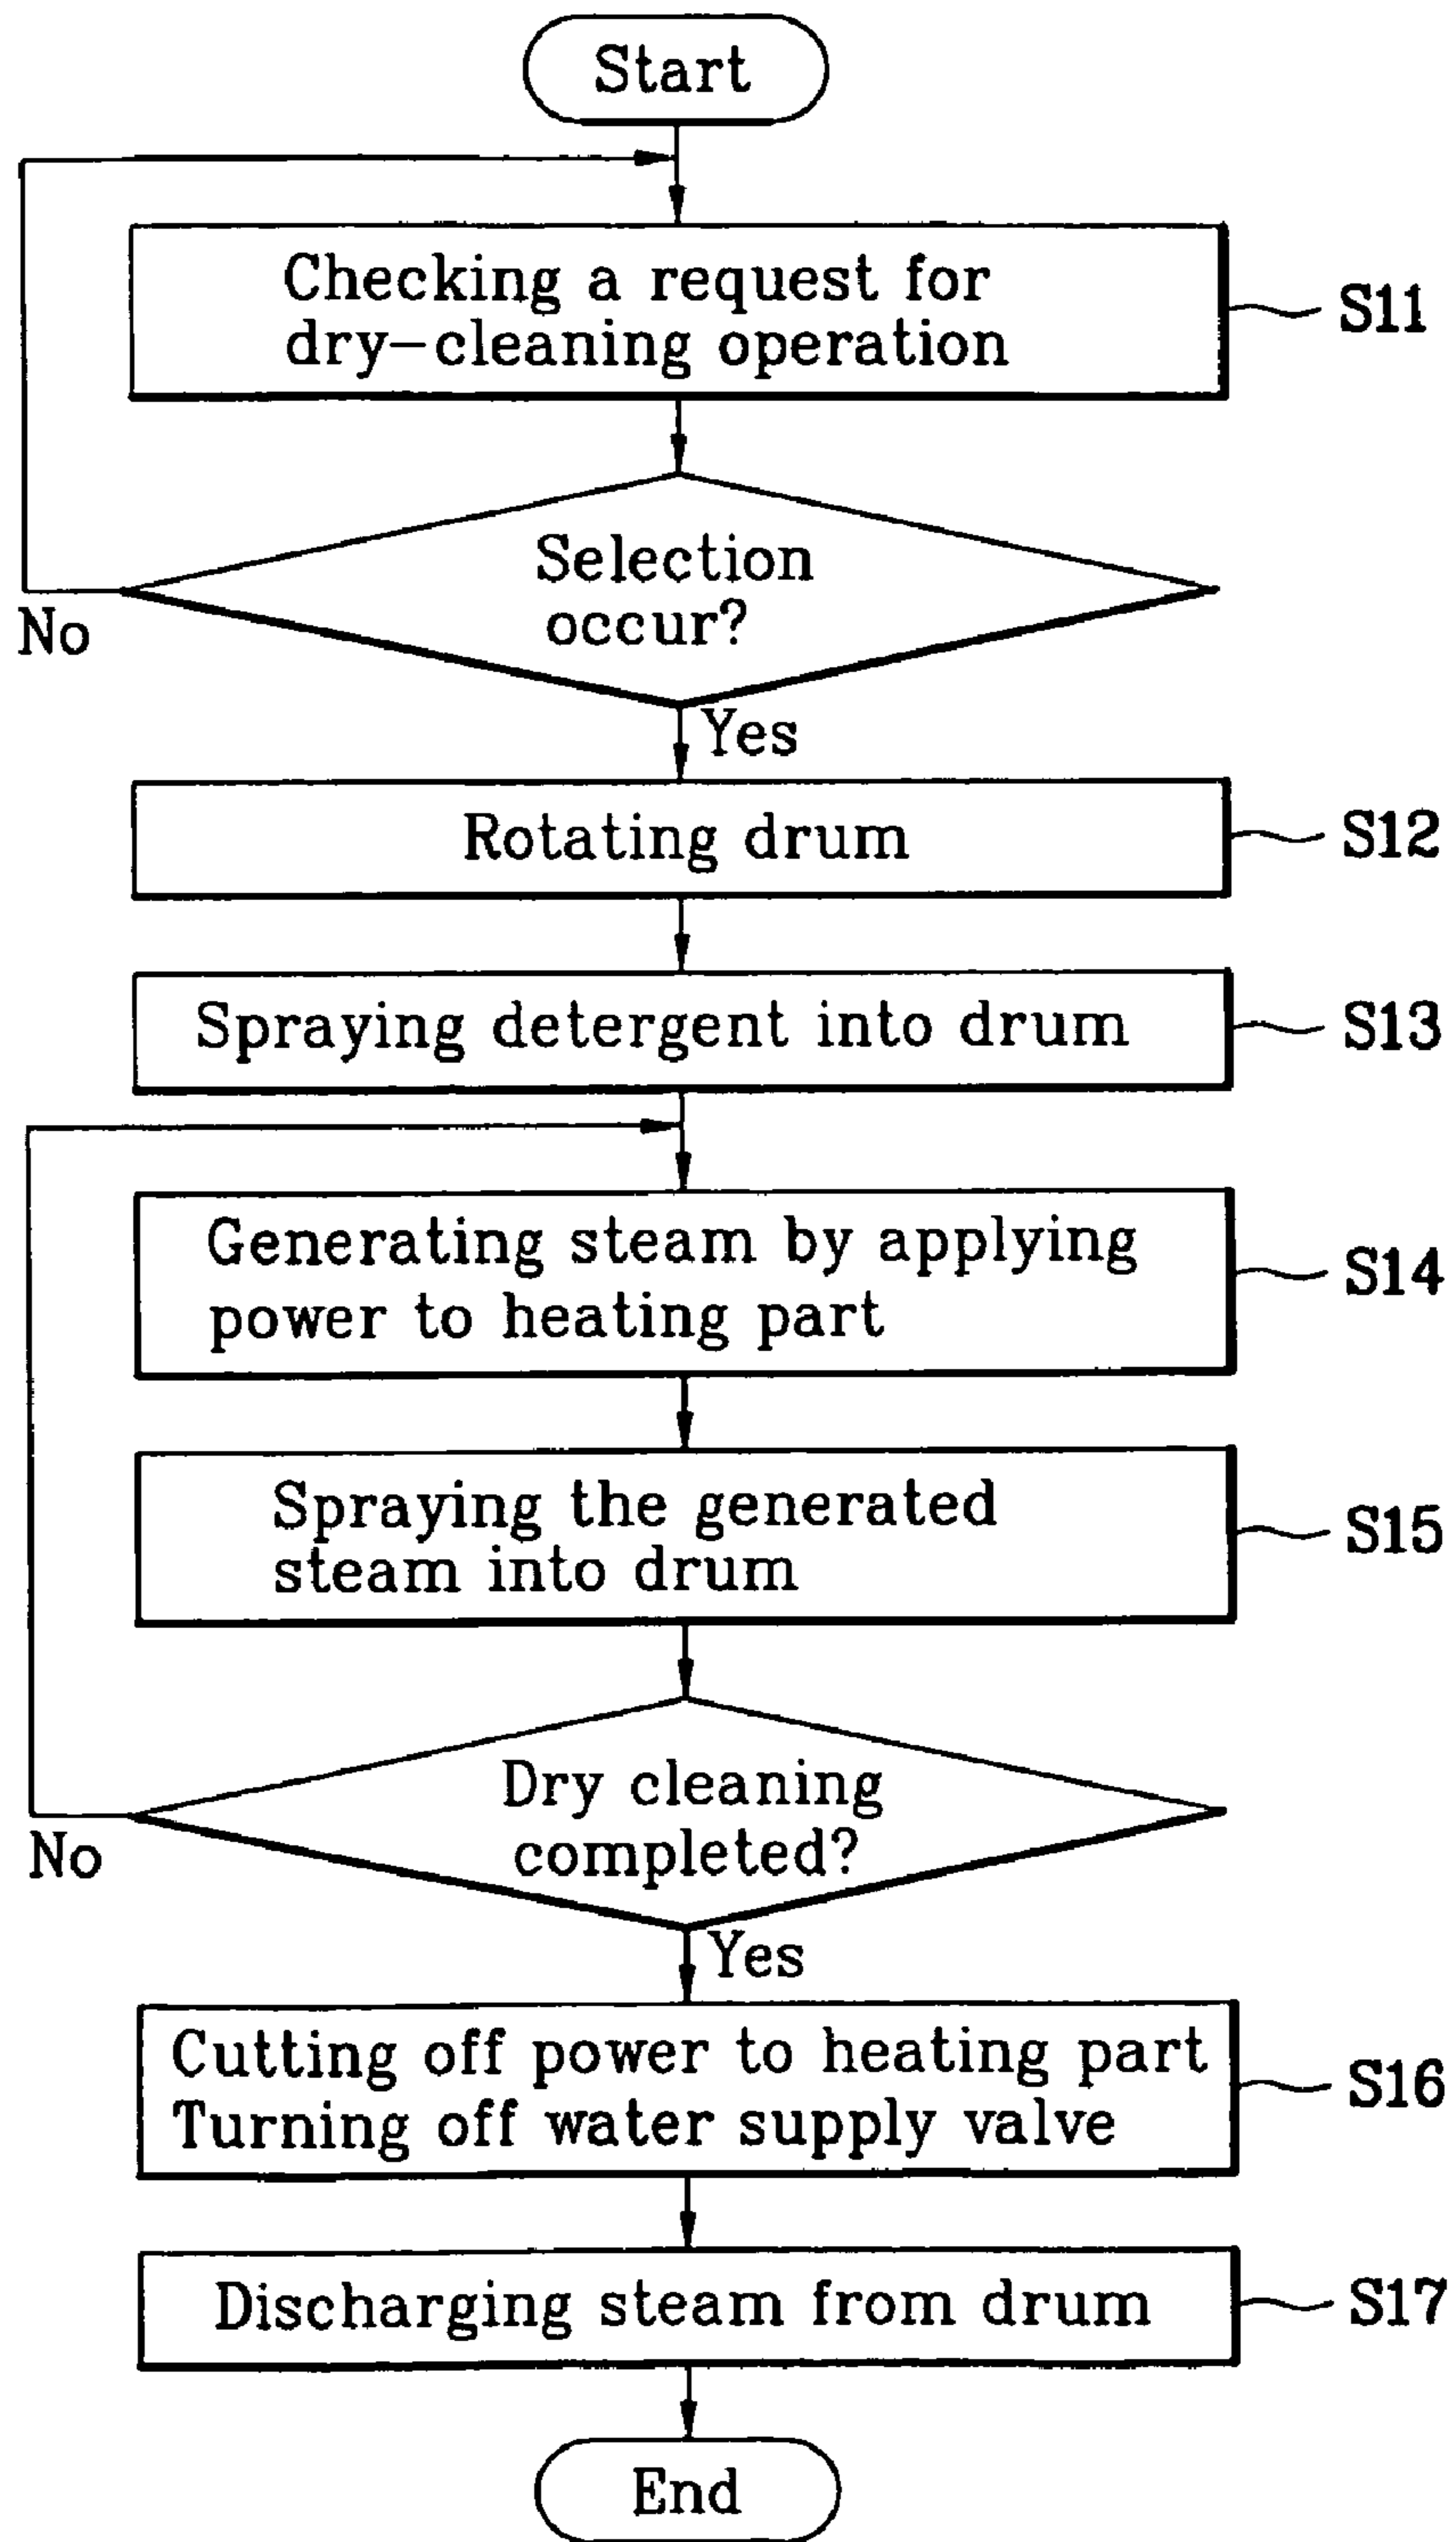 Start
Checking a request for
dry-cleaning operation
S11
Selection
occur?
No
Yes
Rotating drum
S12
Spraying detergent into drum
S13
Generating steam by applying
power to heating part
S14
Spraying the generated
steam into drum
S15
Dry cleaning
completed?
No
Yes
Cutting off power to heating part
Turning off water supply valve
S16
Discharging steam from drum
S17
End